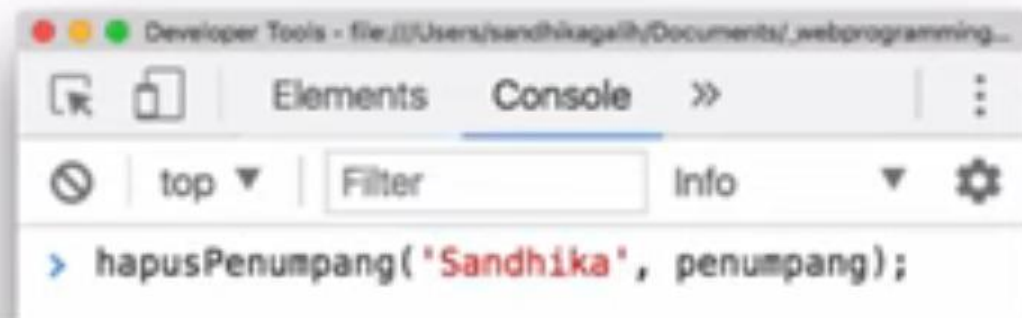 Developer Tools - file:///Users/sandhikagalih/Documents/_webprogramming...
Elements Console »
top ▼ Filter Info ▼
> hapusPenumpang('Sandhika', penumpang);